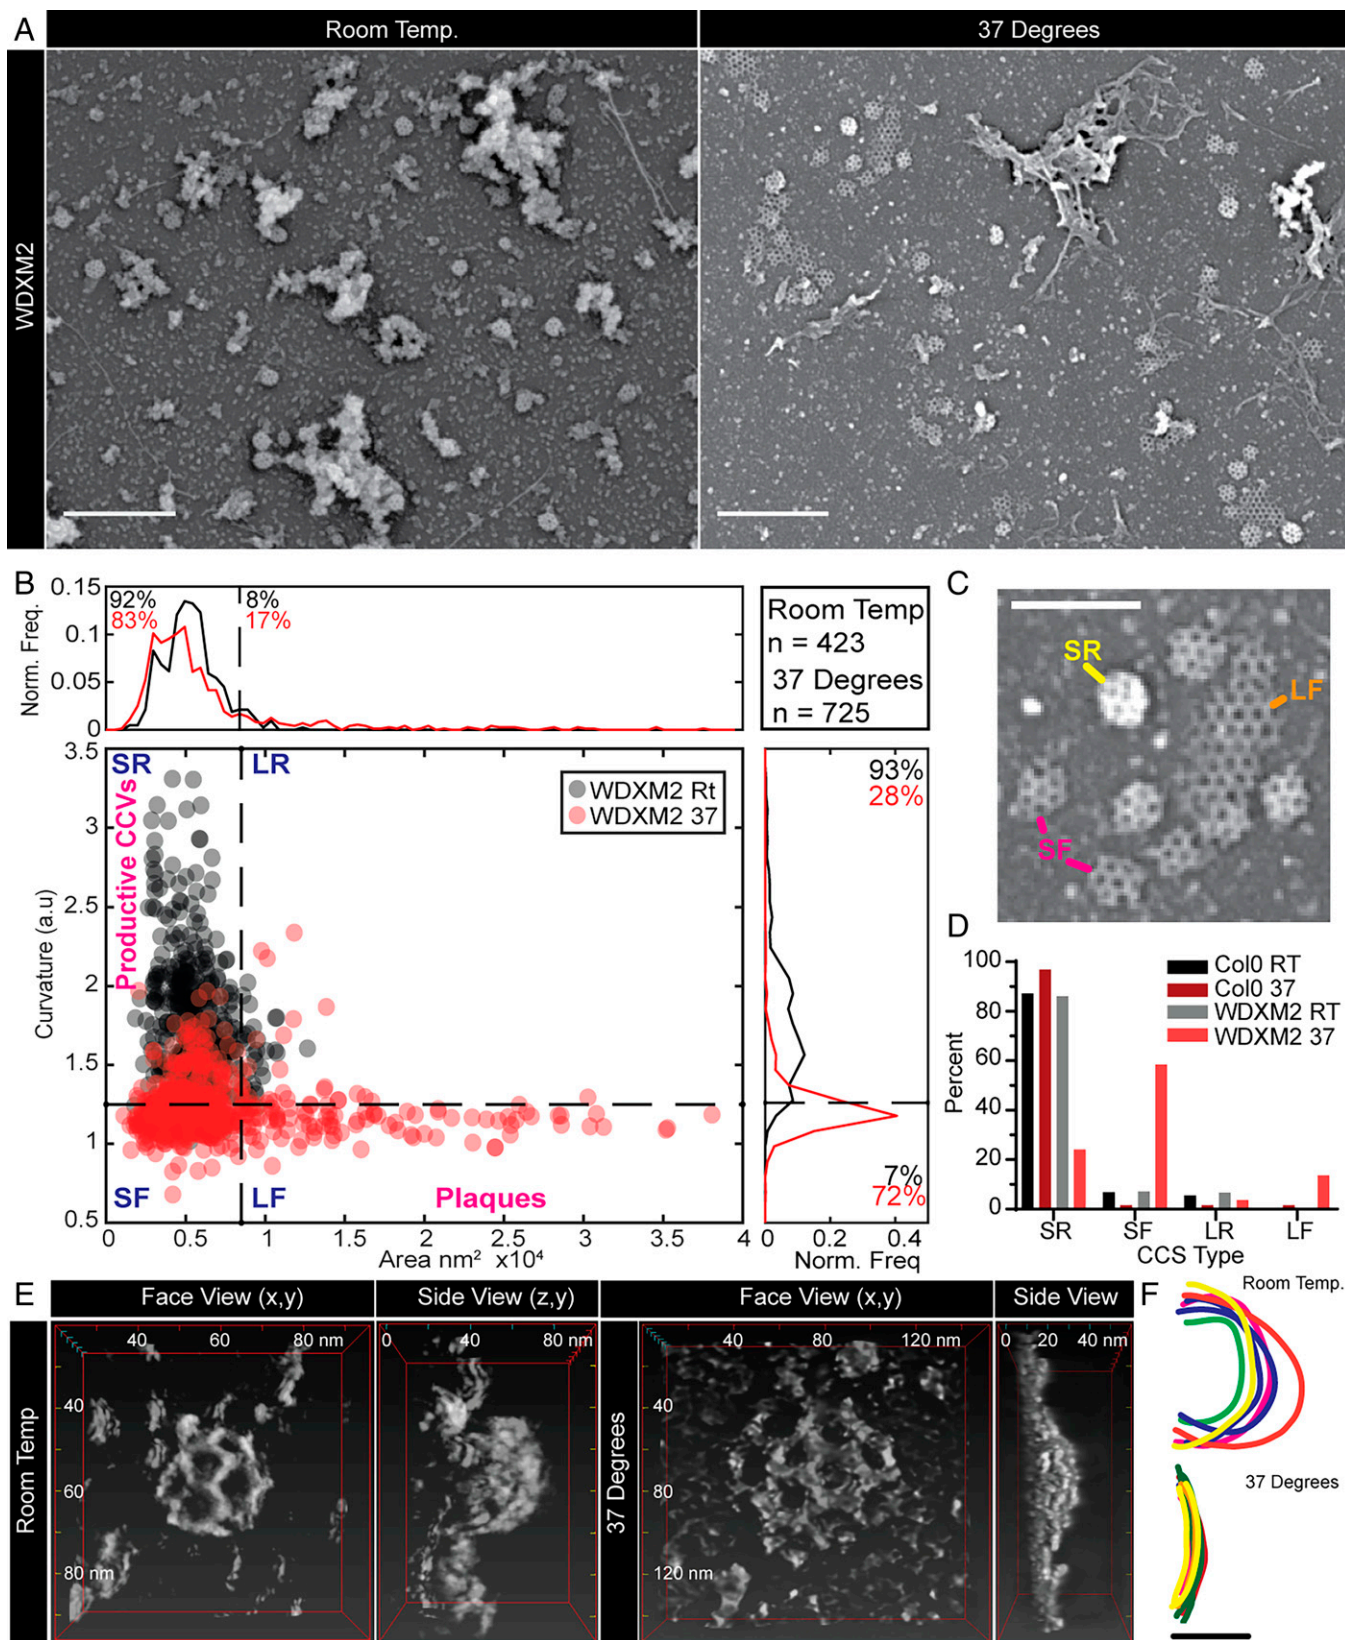 A
Room Temp.
37 Degrees
WDXM2
B
0.15
0.1
0.05
0
Norm. Freq.
92%
83%
8%
17%
Room Temp
n = 423
37 Degrees
n = 725
3.5
3
2.5
2
1.5
1
0.5
Curvature (a.u)
SR
LR
Productive CCVs
WDXM2 Rt
WDXM2 37
SF
LF
Plaques
0 0.5 1 1.5 2 2.5 3 3.5 4
Area nm² x10⁴
93%
28%
7%
72%
0 0.2 0.4
Norm. Freq
C
SR
LF
SF
D
100
80
60
40
20
0
Percent
Col0 RT
Col0 37
WDXM2 RT
WDXM2 37
SR SF LR LF
CCS Type
E
Face View (x,y)
Side View (z,y)
Face View (x,y)
Side View
Room Temp
40 60 80 nm
40
60
80 nm
0 20 40 60 80 nm
37 Degrees
40 80 120 nm
40
80
120 nm
0 20 40 nm
F
Room Temp.
37 Degrees